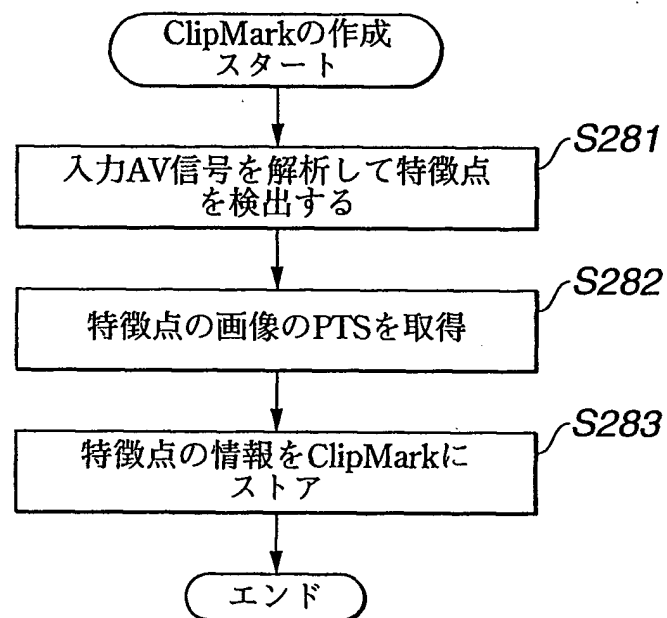 ClipMarkの作成
スタート
S281
入力AV信号を解析して特徴点
を検出する
S282
特徴点の画像のPTSを取得
S283
特徴点の情報をClipMarkに
ストア
エンド